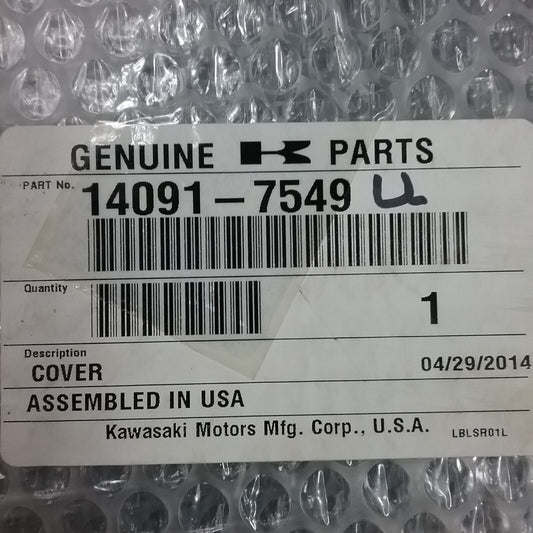 GENUINE K PARTS
PART No. 14091-7549 u
Quantity 1
Description
COVER 04/29/2014
ASSEMBLED IN USA
Kawasaki Motors Mfg. Corp., U.S.A. LBLSR01L